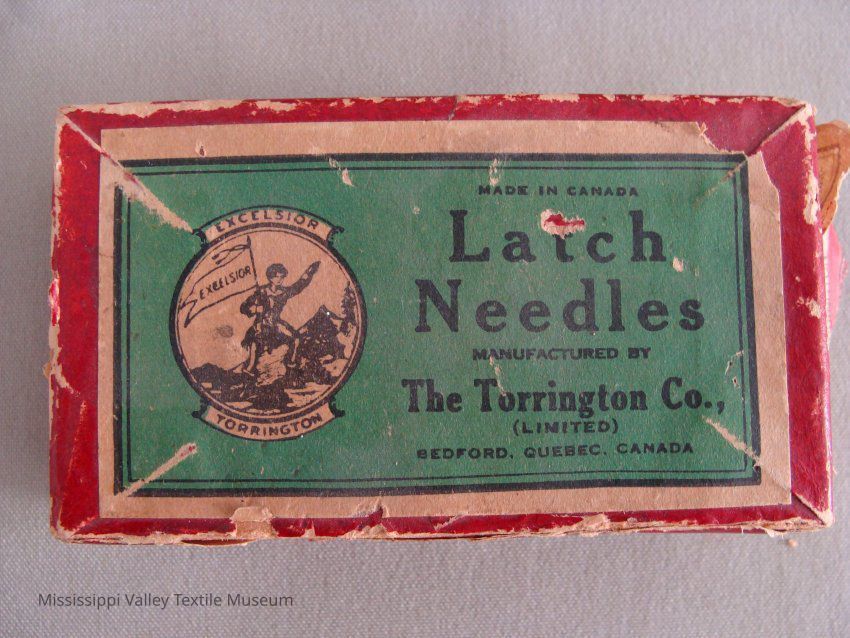 EXCELSIOR
EXCELSIOR
TORRINGTON
MADE IN CANADA
Latch
Needles
MANUFACTURED BY
The Torrington Co.,
(LIMITED)
BEDFORD, QUEBEC, CANADA
Mississippi Valley Textile Museum